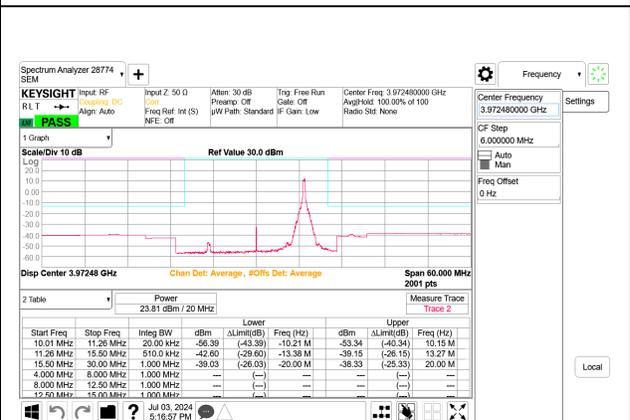 Spectrum Analyzer 28774
SEM
Frequency
KEYSIGHT
RLT
PASS
Input: RF
Coupling: DC
Align: Auto
Input Z: 50 Ω
Corr
Freq Ref: Int (S)
NFE: Off
Atten: 30 dB
Preamp: Off
µW Path: Standard
Trig: Free Run
Gate: Off
IF Gain: Low
Center Freq: 3.972480000 GHz
Avg|Hold: 100.00% of 100
Radio Std: None
Center Frequency
3.972480000 GHz
Settings
CF Step
6.000000 MHz
Auto
Man
Freq Offset
0 Hz
1 Graph
Scale/Div 10 dB
Ref Value 30.0 dBm
Log
20.0
10.0
0.00
-10.0
-20.0
-30.0
-40.0
-50.0
-60.0
Disp Center 3.97248 GHz
Chan Det: Average, #Offs Det: Average
Span 60.000 MHz
2001 pts
2 Table
Power
23.81 dBm / 20 MHz
Measure Trace
Trace 2
Lower Upper
Start Freq Stop Freq Integ BW dBm ΔLimit(dB) Freq (Hz) dBm ΔLimit(dB) Freq (Hz)
10.01 MHz 11.26 MHz 20.00 kHz -56.39 (-43.39) -10.21 M -53.34 (-40.34) 10.15 M
11.26 MHz 15.50 MHz 510.0 kHz -42.60 (-29.60) -13.38 M -39.15 (-26.15) 13.27 M
15.50 MHz 30.00 MHz 1.000 MHz -39.03 (-26.03) -20.00 M -38.33 (-25.33) 20.00 M
4.000 MHz 8.000 MHz 1.000 MHz --- (---) --- --- (---) ---
8.000 MHz 12.50 MHz 1.000 MHz --- (---) --- --- (---) ---
12.50 MHz 15.00 MHz 1.000 MHz --- (---) --- --- (---) ---
Local
?
Jul 03, 2024
5:16:57 PM